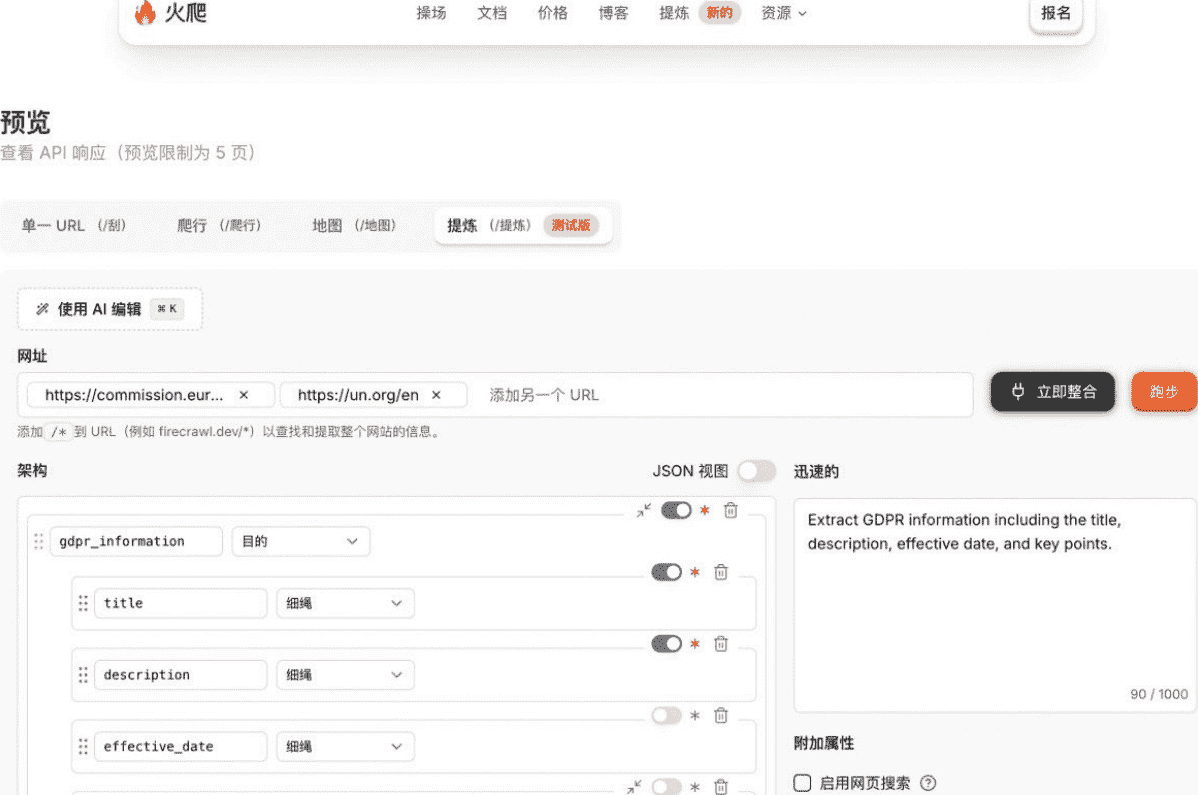 火爬 操场 文档 价格 博客 提炼 新的 资源 报名
预览
查看 API 响应（预览限制为 5 页）
单一 URL （/刮） 爬行 （/爬行） 地图 （/地图） 提炼 （/提炼） 测试版
使用 AI 编辑 ⌘ K
网址
https://commission.eur... × https://un.org/en × 添加另一个 URL 立即整合 跑步
添加 /* 到 URL（例如 firecrawl.dev/*）以查找和提取整个网站的信息。
架构 JSON 视图 迅速的
Extract GDPR information including the title,
description, effective date, and key points.
gdpr_information 目的
title 细绳
description 细绳
90 / 1000
effective_date 细绳
附加属性
启用网页搜索 ?